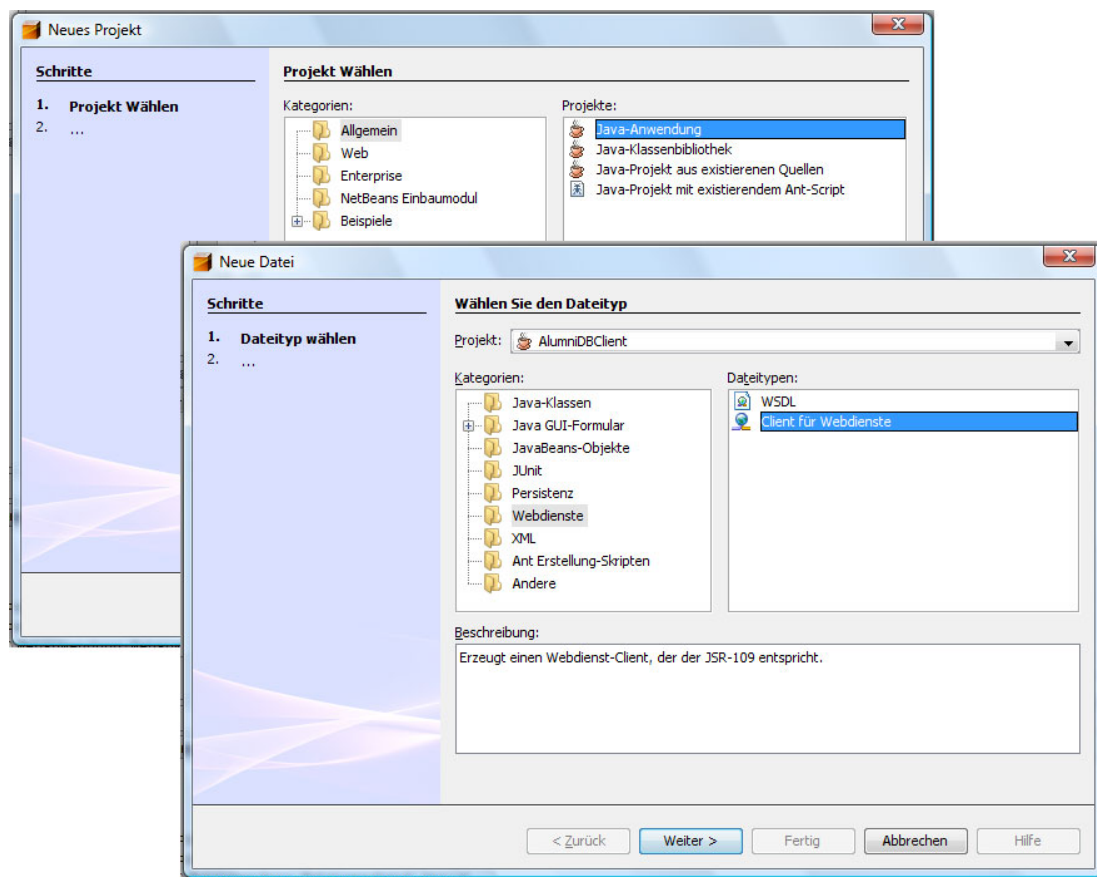 Neues Projekt
Schritte
1. Projekt Wählen
2. ...
Projekt Wählen
Kategorien:
Allgemein
Web
Enterprise
NetBeans Einbaumodul
Beispiele
Projekte:
Java-Anwendung
Java-Klassenbibliothek
Java-Projekt aus existierenen Quellen
Java-Projekt mit existierendem Ant-Script
Neue Datei
Schritte
1. Dateityp wählen
2. ...
Wählen Sie den Dateityp
Projekt: AlumniDBClient
Kategorien:
Java-Klassen
Java GUI-Formular
JavaBeans-Objekte
JUnit
Persistenz
Webdienste
XML
Ant Erstellung-Skripten
Andere
Dateitypen:
WSDL
Client für Webdienste
Beschreibung:
Erzeugt einen Webdienst-Client, der der JSR-109 entspricht.
< Zurück Weiter > Fertig Abbrechen Hilfe